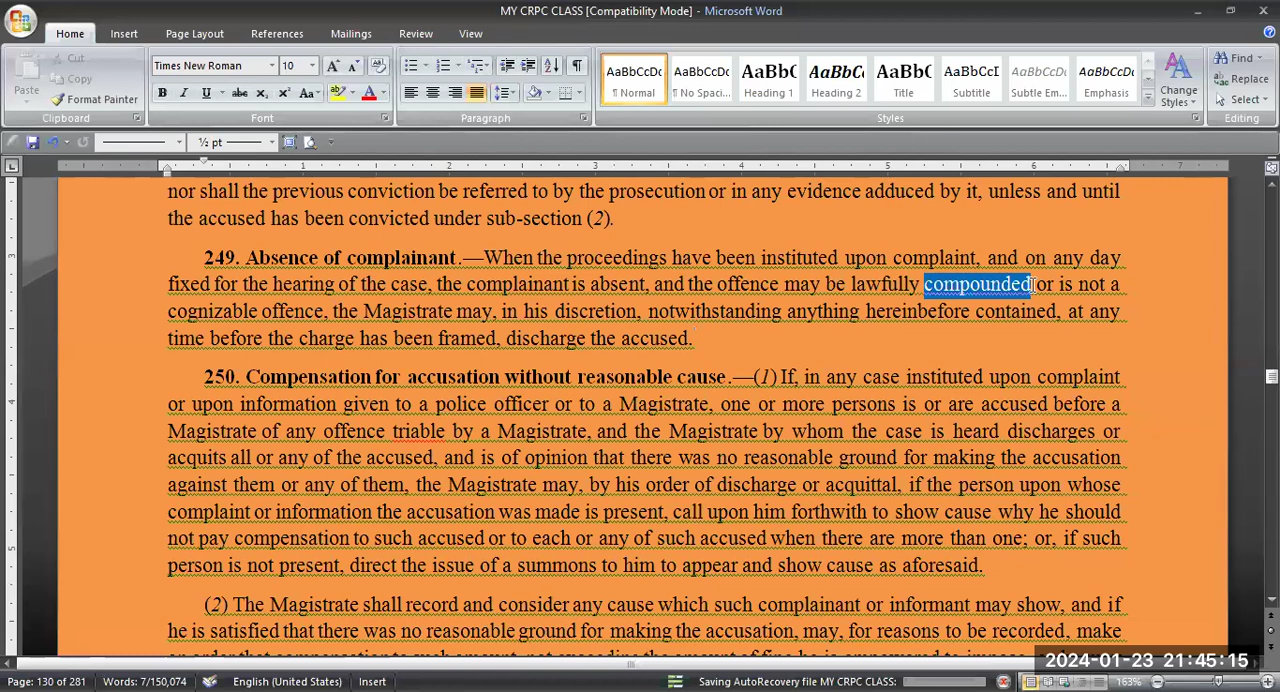 MY CRPC CLASS [Compatibility Mode] - Microsoft Word
Home Insert Page Layout References Mailings Review View
Cut
Copy
Paste
Format Painter
Clipboard
Times New Roman 10
Font
Paragraph
AaBbCcDc AaBbCcDc AaBbC AaBbCc AaBbC AaBbCcI AaBbCcDc AaBbCcDc
¶ Normal ¶ No Spaci... Heading 1 Heading 2 Title Subtitle Subtle Em... Emphasis
Change Styles
Styles
Find
Replace
Select
Editing
½ pt
1 2 3 4 5 6 7
nor shall the previous conviction be referred to by the prosecution or in any evidence adduced by it, unless and until
the accused has been convicted under sub-section (2).
249. Absence of complainant.—When the proceedings have been instituted upon complaint, and on any day
fixed for the hearing of the case, the complainant is absent, and the offence may be lawfully compounded or is not a
cognizable offence, the Magistrate may, in his discretion, notwithstanding anything hereinbefore contained, at any
time before the charge has been framed, discharge the accused.
250. Compensation for accusation without reasonable cause.—(1) If, in any case instituted upon complaint
or upon information given to a police officer or to a Magistrate, one or more persons is or are accused before a
Magistrate of any offence triable by a Magistrate, and the Magistrate by whom the case is heard discharges or
acquits all or any of the accused, and is of opinion that there was no reasonable ground for making the accusation
against them or any of them, the Magistrate may, by his order of discharge or acquittal, if the person upon whose
complaint or information the accusation was made is present, call upon him forthwith to show cause why he should
not pay compensation to such accused or to each or any of such accused when there are more than one; or, if such
person is not present, direct the issue of a summons to him to appear and show cause as aforesaid.
(2) The Magistrate shall record and consider any cause which such complainant or informant may show, and if
he is satisfied that there was no reasonable ground for making the accusation, may, for reasons to be recorded, make
2024-01-23 21:45:15
Page: 130 of 281 Words: 7/150,074 English (United States) Insert Saving AutoRecovery file MY CRPC CLASS: 163%